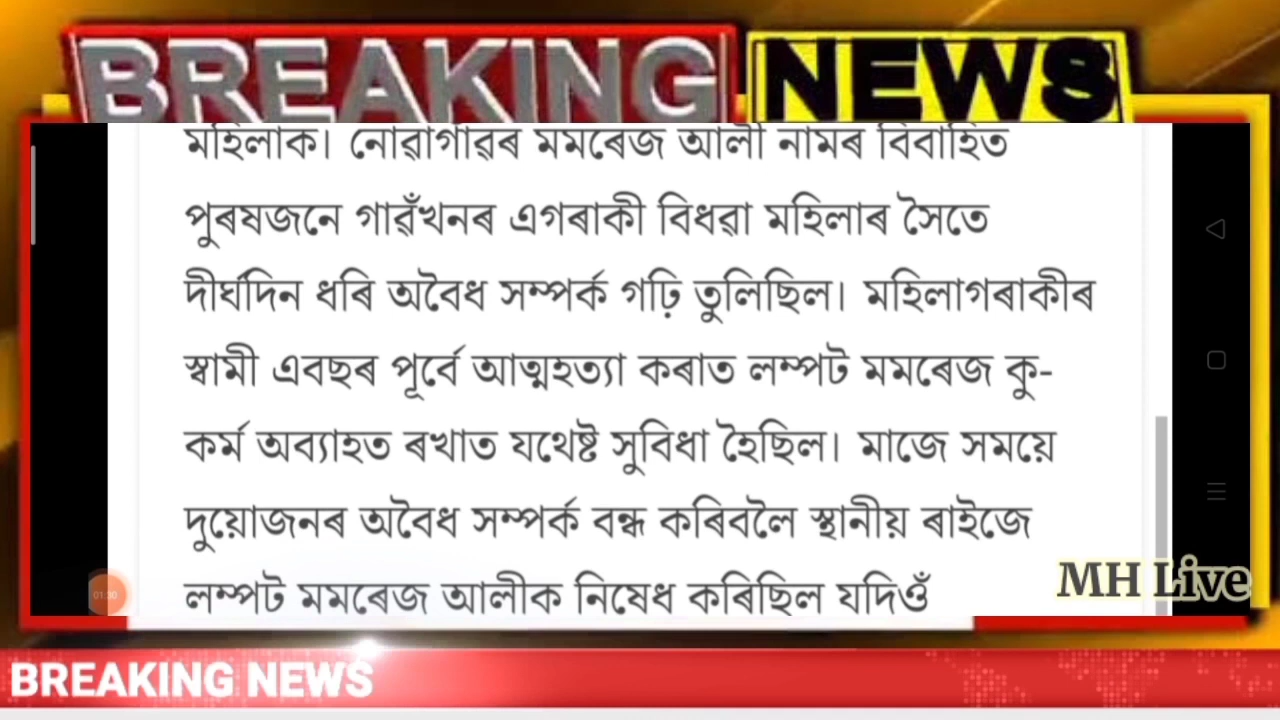 BREAKING NEWS
মহিলাক। নোৱাগাঁৱৰ মমৰেজ আলী নামৰ বিবাহিত
পুৰষজনে গাৱঁখনৰ এগৰাকী বিধৱা মহিলাৰ সৈতে
দীৰ্ঘদিন ধৰি অবৈধ সম্পৰ্ক গঢ়ি তুলিছিল। মহিলাগৰাকীৰ
স্বামী এবছৰ পূৰ্বে আত্মহত্যা কৰাত লম্পট মমৰেজ কু-
কৰ্ম অব্যাহত ৰখাত যথেষ্ট সুবিধা হৈছিল। মাজে সময়ে
দুয়োজনৰ অবৈধ সম্পৰ্ক বন্ধ কৰিবলৈ স্থানীয় ৰাইজে
লম্পট মমৰেজ আলীক নিষেধ কৰিছিল যদিওঁ
01:30
MH Live
BREAKING NEWS